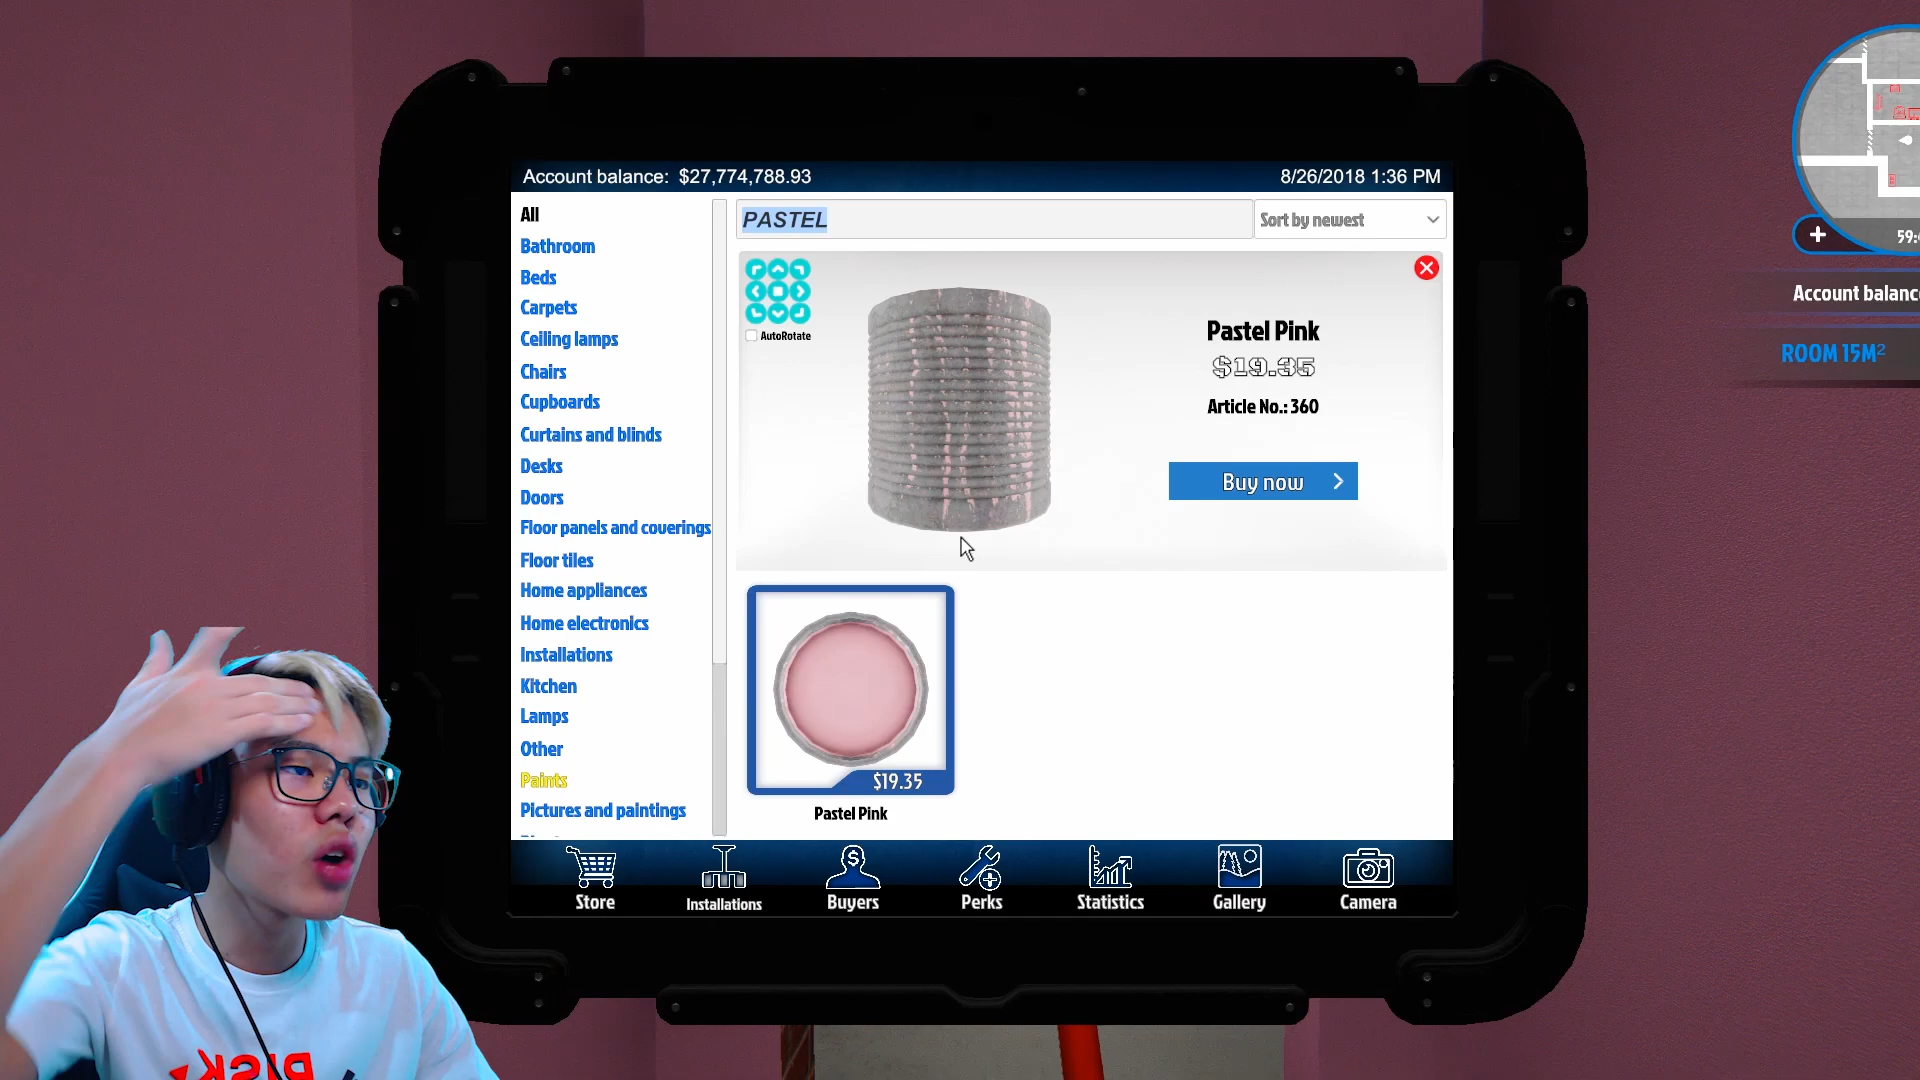 Account balance: $27,774,788.93
8/26/2018 1:36 PM
All
Bathroom
Beds
Carpets
Ceiling lamps
Chairs
Cupboards
Curtains and blinds
Desks
Doors
Floor panels and coverings
Floor tiles
Home appliances
Home electronics
Installations
Kitchen
Lamps
Other
Paints
Pictures and paintings
PASTEL
Sort by newest
AutoRotate
Pastel Pink
$19.35
Article No.: 360
Buy now
$19.35
Pastel Pink
Store
Installations
Buyers
Perks
Statistics
Gallery
Camera
+
59:
Account balanc
ROOM 15M²